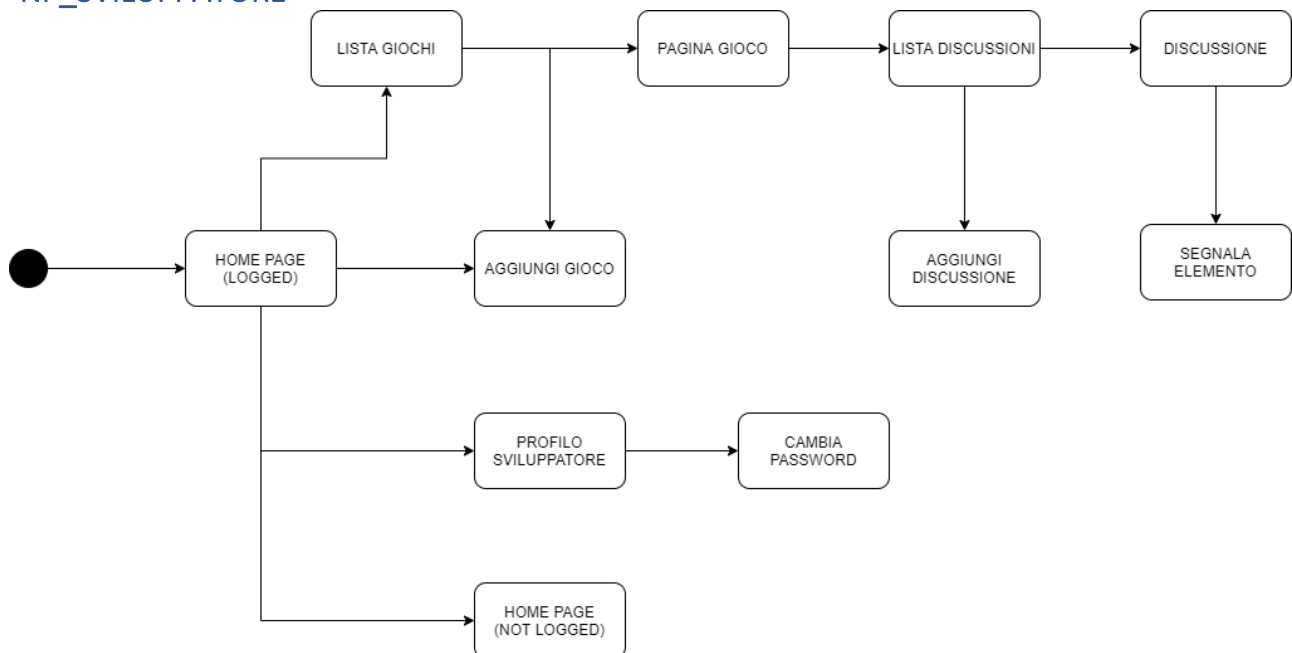 NP_SVILUPPATORE
LISTA GIOCHI
PAGINA GIOCO
LISTA DISCUSSIONI
DISCUSSIONE
HOME PAGE
(LOGGED)
AGGIUNGI GIOCO
AGGIUNGI
DISCUSSIONE
SEGNALA
ELEMENTO
PROFILO
SVILUPPATORE
CAMBIA
PASSWORD
HOME PAGE
(NOT LOGGED)